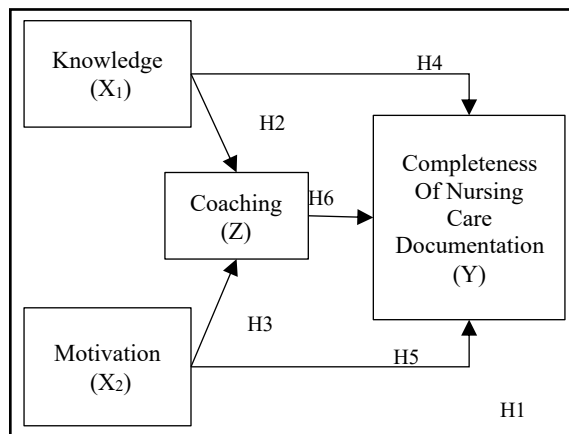 Knowledge
(X₁)
H4
H2
Completeness
Of Nursing
Care
Documentation
(Y)
H6
Coaching
(Z)
H3
Motivation
(X₂)
H5
H1